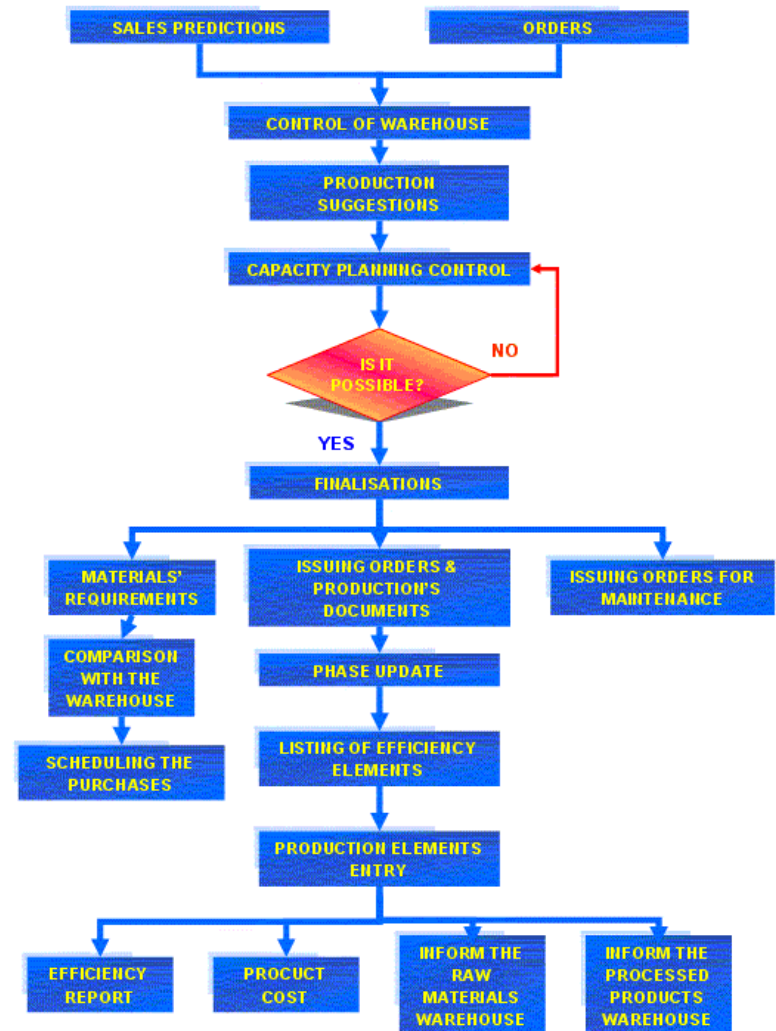 SALES PREDICTIONS
ORDERS
CONTROL OF WAREHOUSE
PRODUCTION
SUGGESTIONS
CAPACITY PLANNING CONTROL
IS IT
POSSIBLE?
NO
YES
FINALISATIONS
MATERIALS'
REQUIREMENTS
ISSUING ORDERS &
PRODUCTION'S
DOCUMENTS
ISSUING ORDERS FOR
MAINTENANCE
COMPARISON
WITH THE
WAREHOUSE
PHASE UPDATE
SCHEDULING THE
PURCHASES
LISTING OF EFFICIENCY
ELEMENTS
PRODUCTION ELEMENTS
ENTRY
EFFICIENCY
REPORT
PROCUCT
COST
INFORM THE
RAW
MATERIALS
WAREHOUSE
INFORM THE
PROCESSED
PRODUCTS
WAREHOUSE